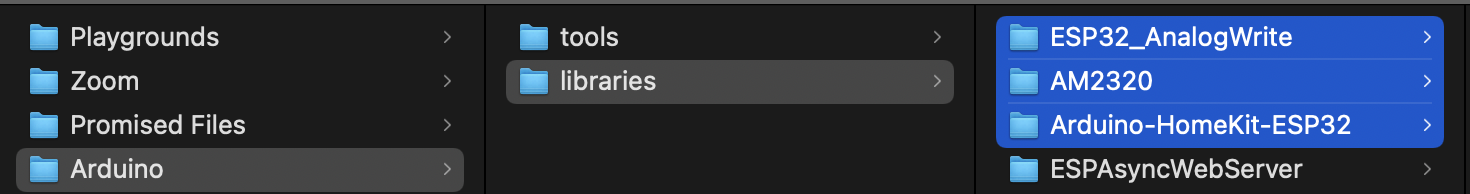 Playgrounds
Zoom
Promised Files
Arduino
tools
libraries
ESP32_AnalogWrite
AM2320
Arduino-HomeKit-ESP32
ESPAsyncWebServer